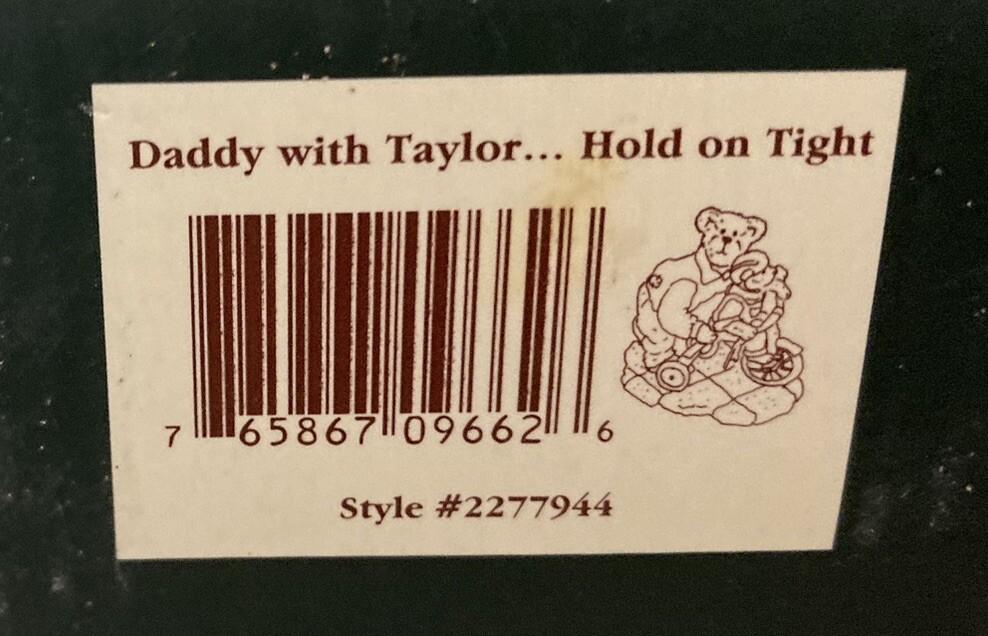 Daddy with Taylor... Hold on Tight
7 65867 09662 6
Style #2277944